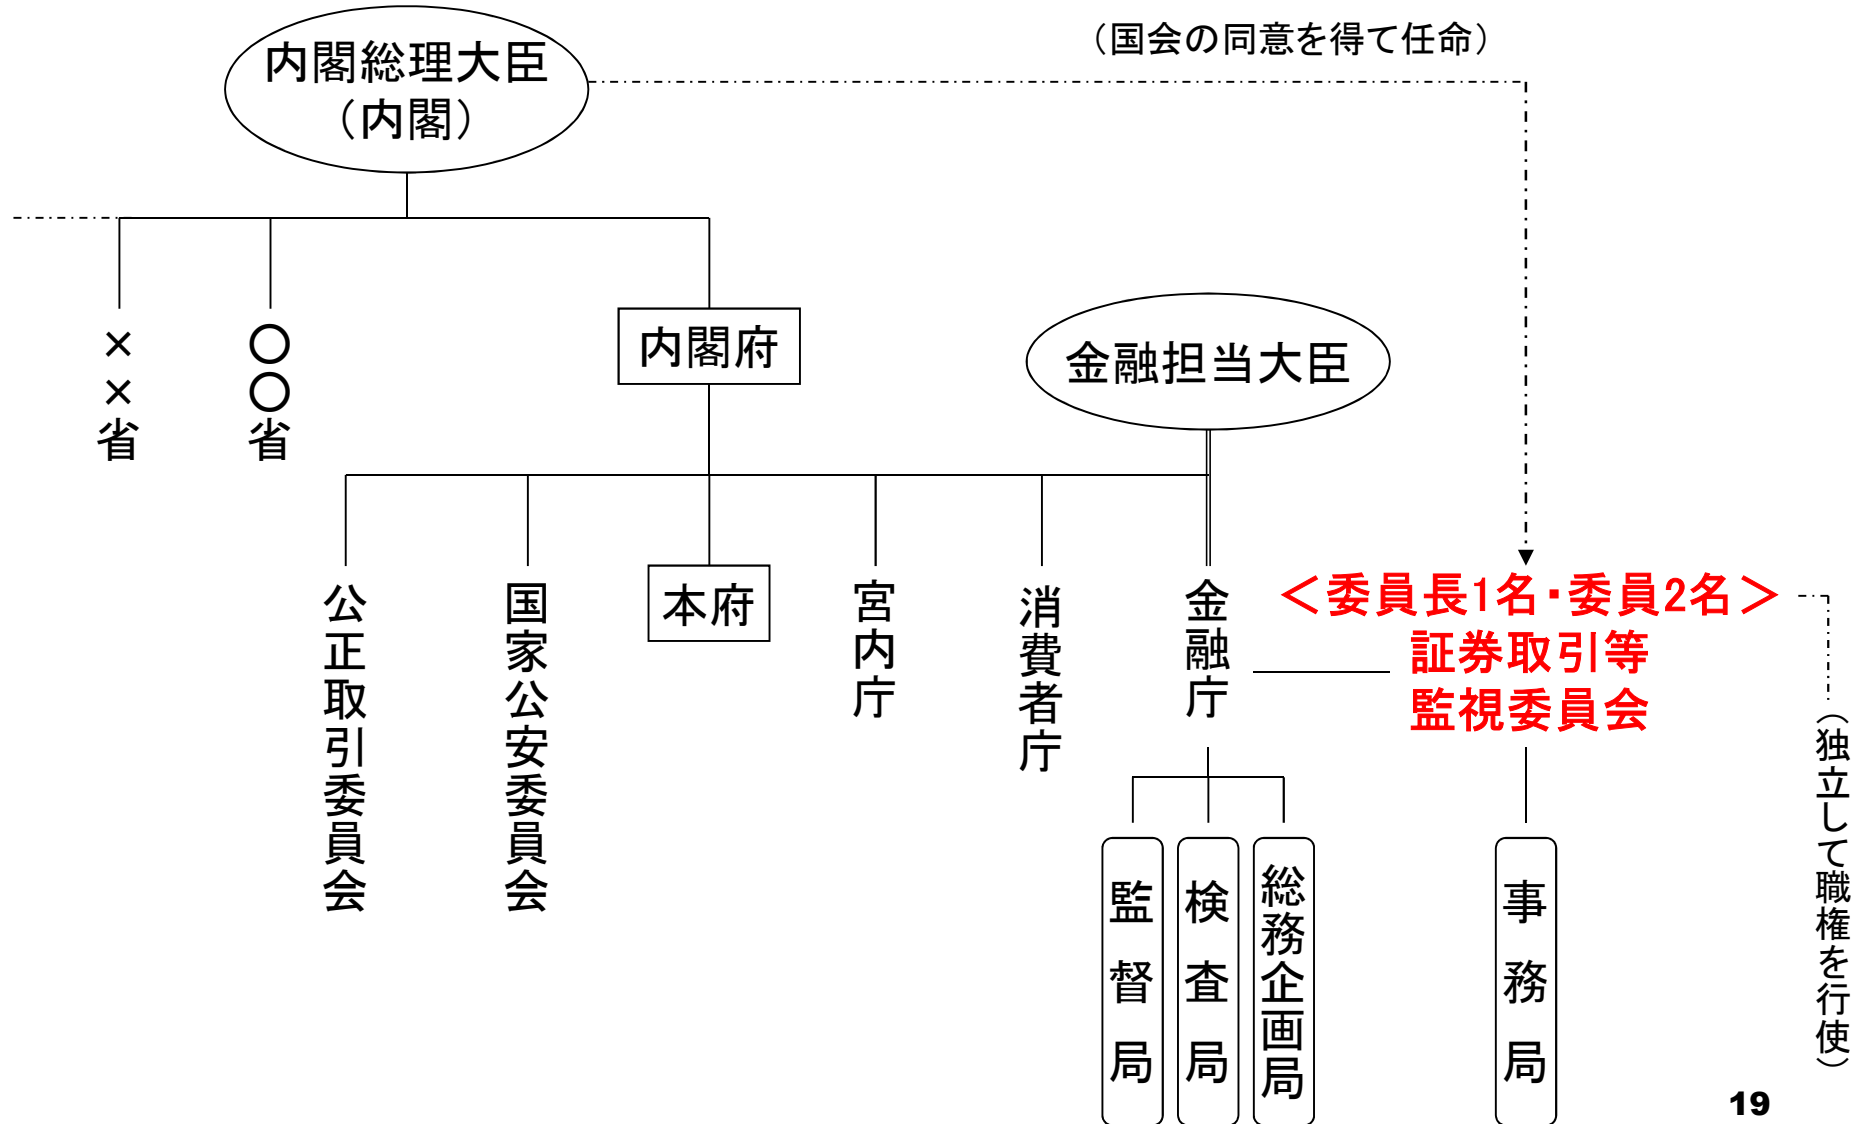 内閣総理大臣
（内閣）
（国会の同意を得て任命）
××省
〇〇省
内閣府
金融担当大臣
公正取引委員会
国家公安委員会
本府
宮内庁
消費者庁
金融庁
＜委員長1名・委員2名＞
証券取引等
監視委員会
（独立して職権を行使）
監督局
検査局
総務企画局
事務局
19